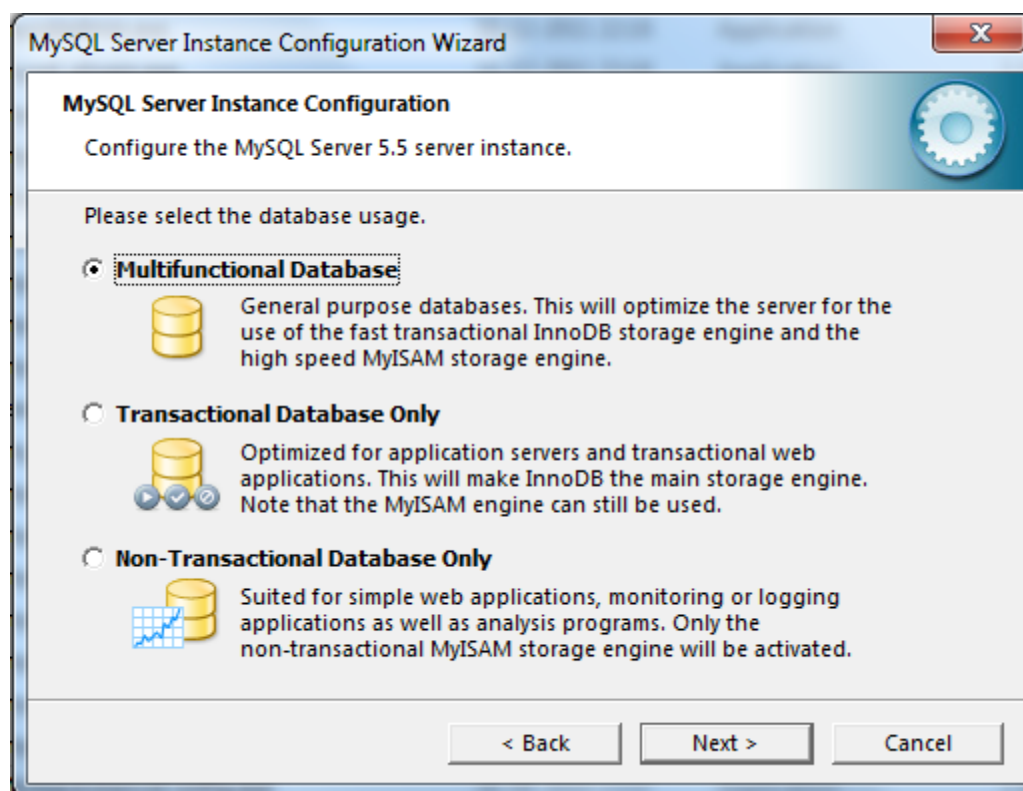 MySQL Server Instance Configuration Wizard
MySQL Server Instance Configuration
Configure the MySQL Server 5.5 server instance.
Please select the database usage.
Multifunctional Database
General purpose databases. This will optimize the server for the
use of the fast transactional InnoDB storage engine and the
high speed MyISAM storage engine.
Transactional Database Only
Optimized for application servers and transactional web
applications. This will make InnoDB the main storage engine.
Note that the MyISAM engine can still be used.
Non-Transactional Database Only
Suited for simple web applications, monitoring or logging
applications as well as analysis programs. Only the
non-transactional MyISAM storage engine will be activated.
< Back Next > Cancel